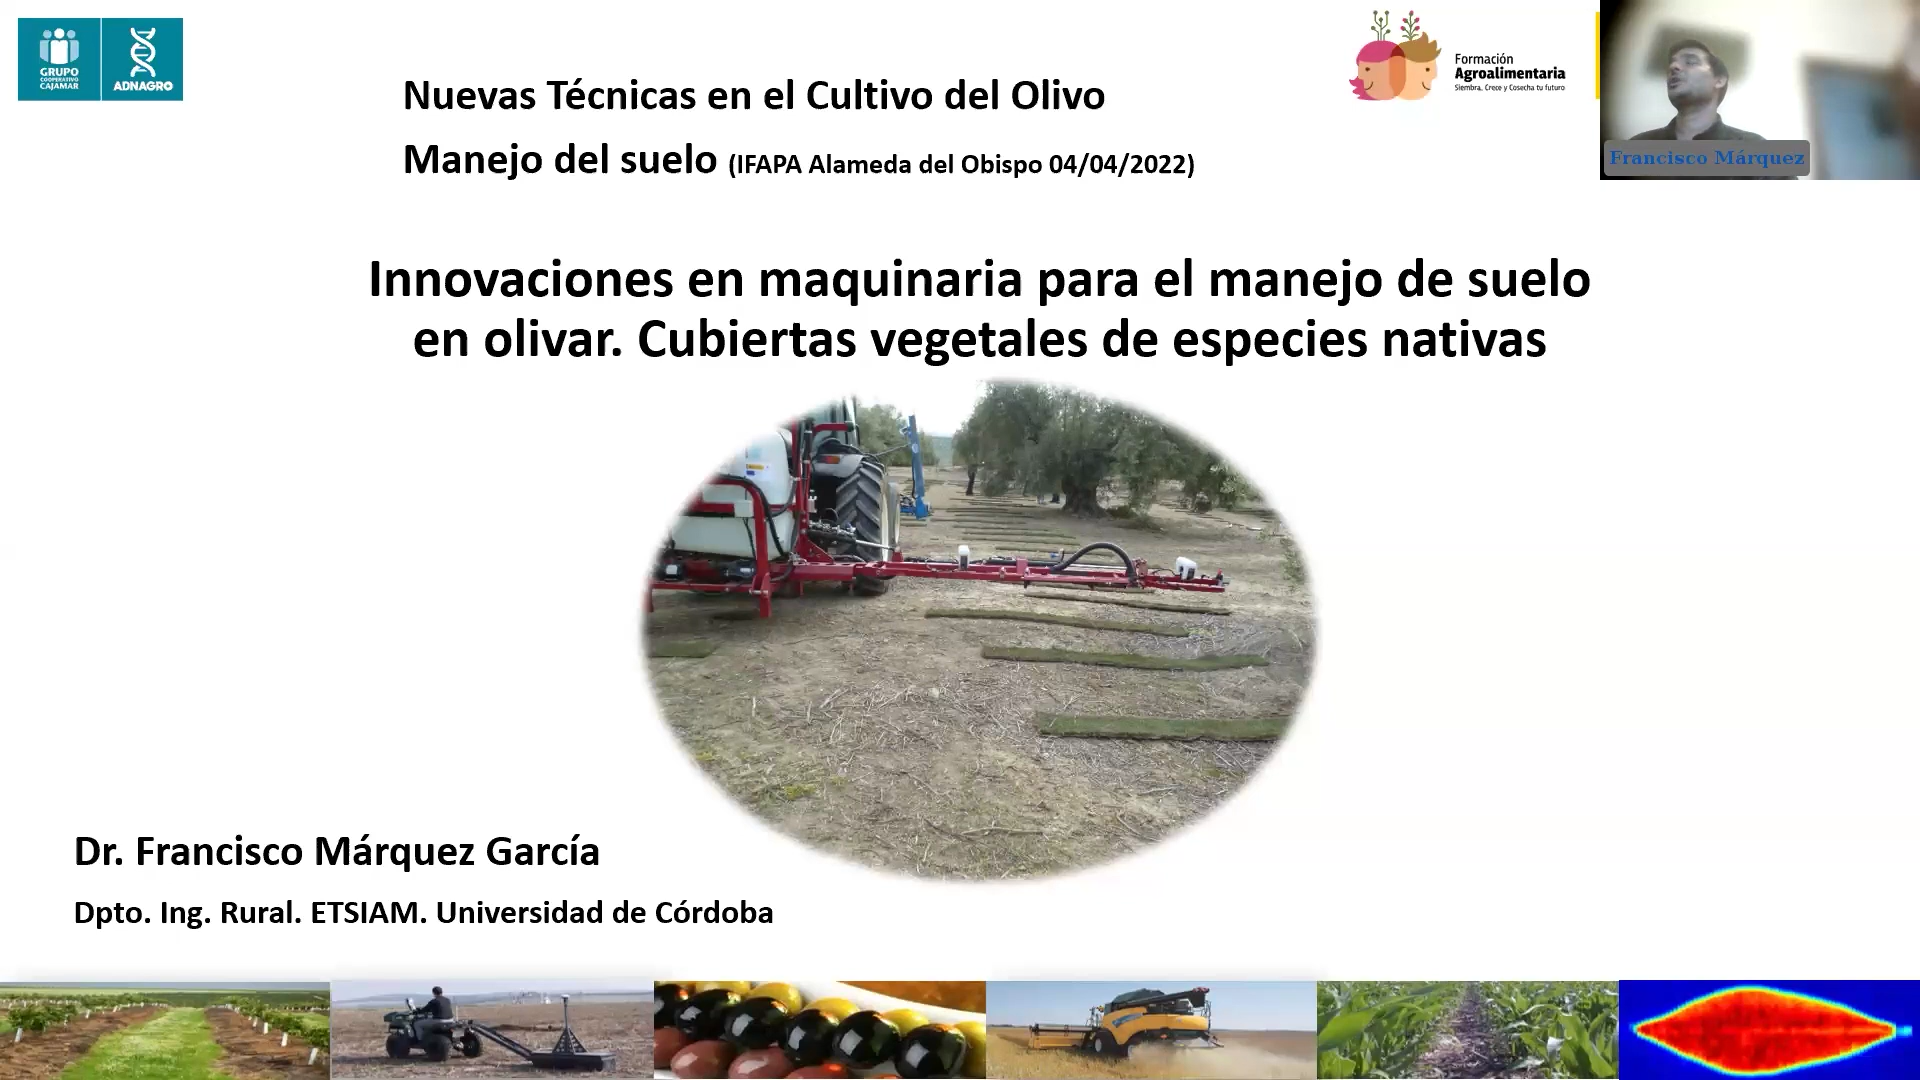 GRUPO
COOPERATIVO
CAJAMAR
ADNAGRO
Nuevas Técnicas en el Cultivo del Olivo
Manejo del suelo (IFAPA Alameda del Obispo 04/04/2022)
Formación
Agroalimentaria
Siembra, Crece y Cosecha tu futuro
Francisco Márquez
Innovaciones en maquinaria para el manejo de suelo
en olivar. Cubiertas vegetales de especies nativas
Dr. Francisco Márquez García
Dpto. Ing. Rural. ETSIAM. Universidad de Córdoba